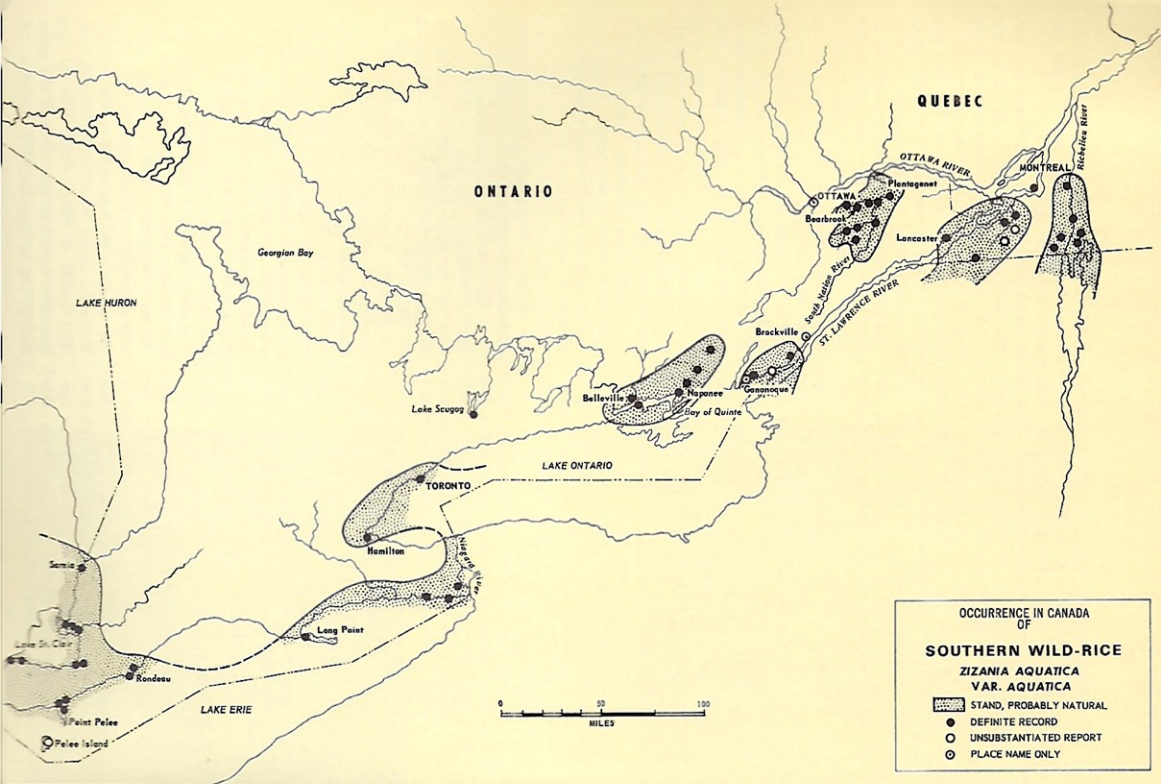 QUEBEC
OTTAWA RIVER
MONTREAL
Richelieu River
ONTARIO
OTTAWA
Plantagenet
Bearbrook
Lancaster
Georgian Bay
South Nation River
LAKE HURON
ST. LAWRENCE RIVER
Brockville
Gananoque
Belleville
Napanee
Lake Scugog
Bay of Quinte
LAKE ONTARIO
TORONTO
Hamilton
Niagara River
Sarnia
Long Point
Lake St. Clair
Rondeau
LAKE ERIE
Point Pelee
Pelee Island
0 50 100
MILES
OCCURRENCE IN CANADA
OF
SOUTHERN WILD-RICE
ZIZANIA AQUATICA
VAR. AQUATICA
STAND, PROBABLY NATURAL
DEFINITE RECORD
UNSUBSTANTIATED REPORT
PLACE NAME ONLY